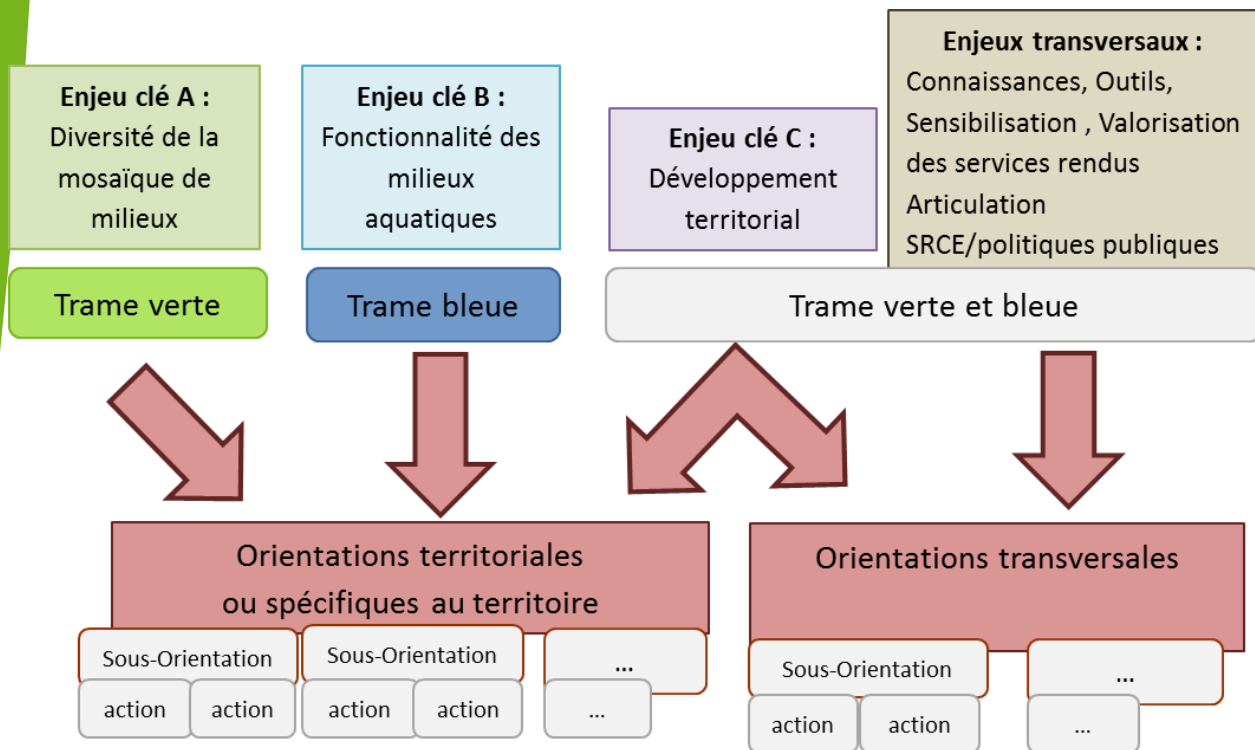 Enjeu clé A :
Diversité de la
mosaïque de
milieux
Enjeu clé B :
Fonctionnalité des
milieux
aquatiques
Enjeu clé C :
Développement
territorial
Enjeux transversaux :
Connaissances, Outils,
Sensibilisation , Valorisation
des services rendus
Articulation
SRCE/politiques publiques
Trame verte
Trame bleue
Trame verte et bleue
Orientations territoriales
ou spécifiques au territoire
Orientations transversales
Sous-Orientation
Sous-Orientation
...
action
action
action
action
...
Sous-Orientation
...
action
action
...